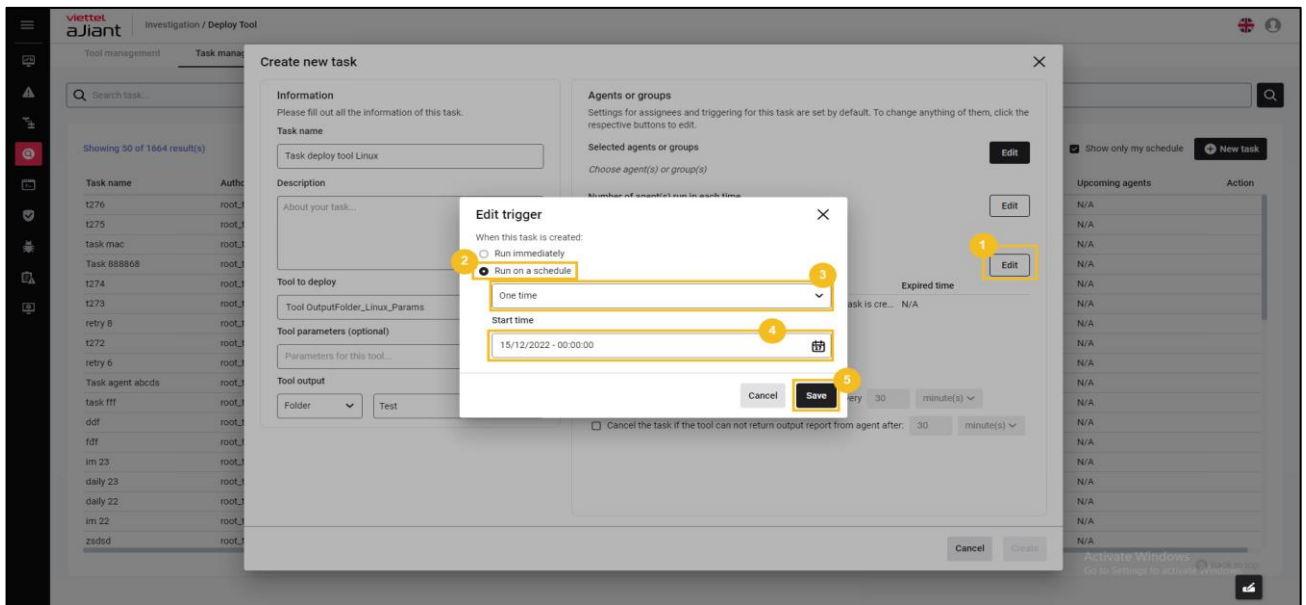 viettel
aJiant
Investigation / Deploy Tool
Tool management
Task manag
Search task...
Showing 50 of 1664 result(s)
Show only my schedule
New task
Task name
Autho
Upcoming agents
Action
t276
root_t
N/A
t275
root_t
N/A
task mac
root_t
N/A
Task 888868
root_t
N/A
t274
root_t
N/A
t273
root_t
N/A
retry 8
root_t
N/A
t272
root_t
N/A
retry 6
root_t
N/A
Task agent abcds
root_t
N/A
task fff
root_t
N/A
ddf
root_t
N/A
fdf
root_t
N/A
im 23
root_t
N/A
daily 23
root_t
N/A
daily 22
root_t
N/A
im 22
root_t
N/A
zsdsd
root_t
N/A
Create new task
Information
Please fill out all the information of this task.
Task name
Task deploy tool Linux
Description
About your task...
Tool to deploy
Tool OutputFolder_Linux_Params
Tool parameters (optional)
Parameters for this tool...
Tool output
Folder
Test
Agents or groups
Settings for assignees and triggering for this task are set by default. To change anything of them, click the
respective buttons to edit.
Selected agents or groups
Edit
Choose agent(s) or group(s)
Number of agent(s) run in each time
Edit
1
Edit
Expired time
ask is cre...
N/A
ery
30
minute(s)
Cancel the task if the tool can not return output report from agent after:
30
minute(s)
Cancel
Create
Edit trigger
When this task is created:
Run immediately
2
Run on a schedule
3
One time
Start time
4
15/12/2022 - 00:00:00
5
Cancel
Save
Activate Windows
Go to Settings to activate Windows.